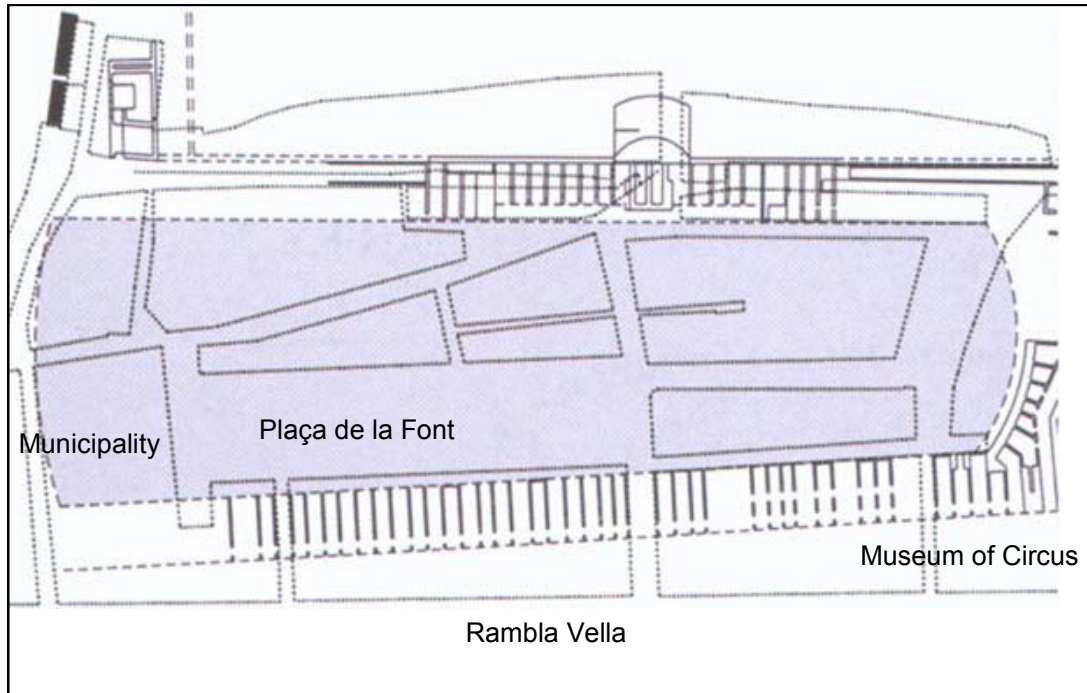 Municipality
Plaça de la Font
Museum of Circus
Rambla Vella